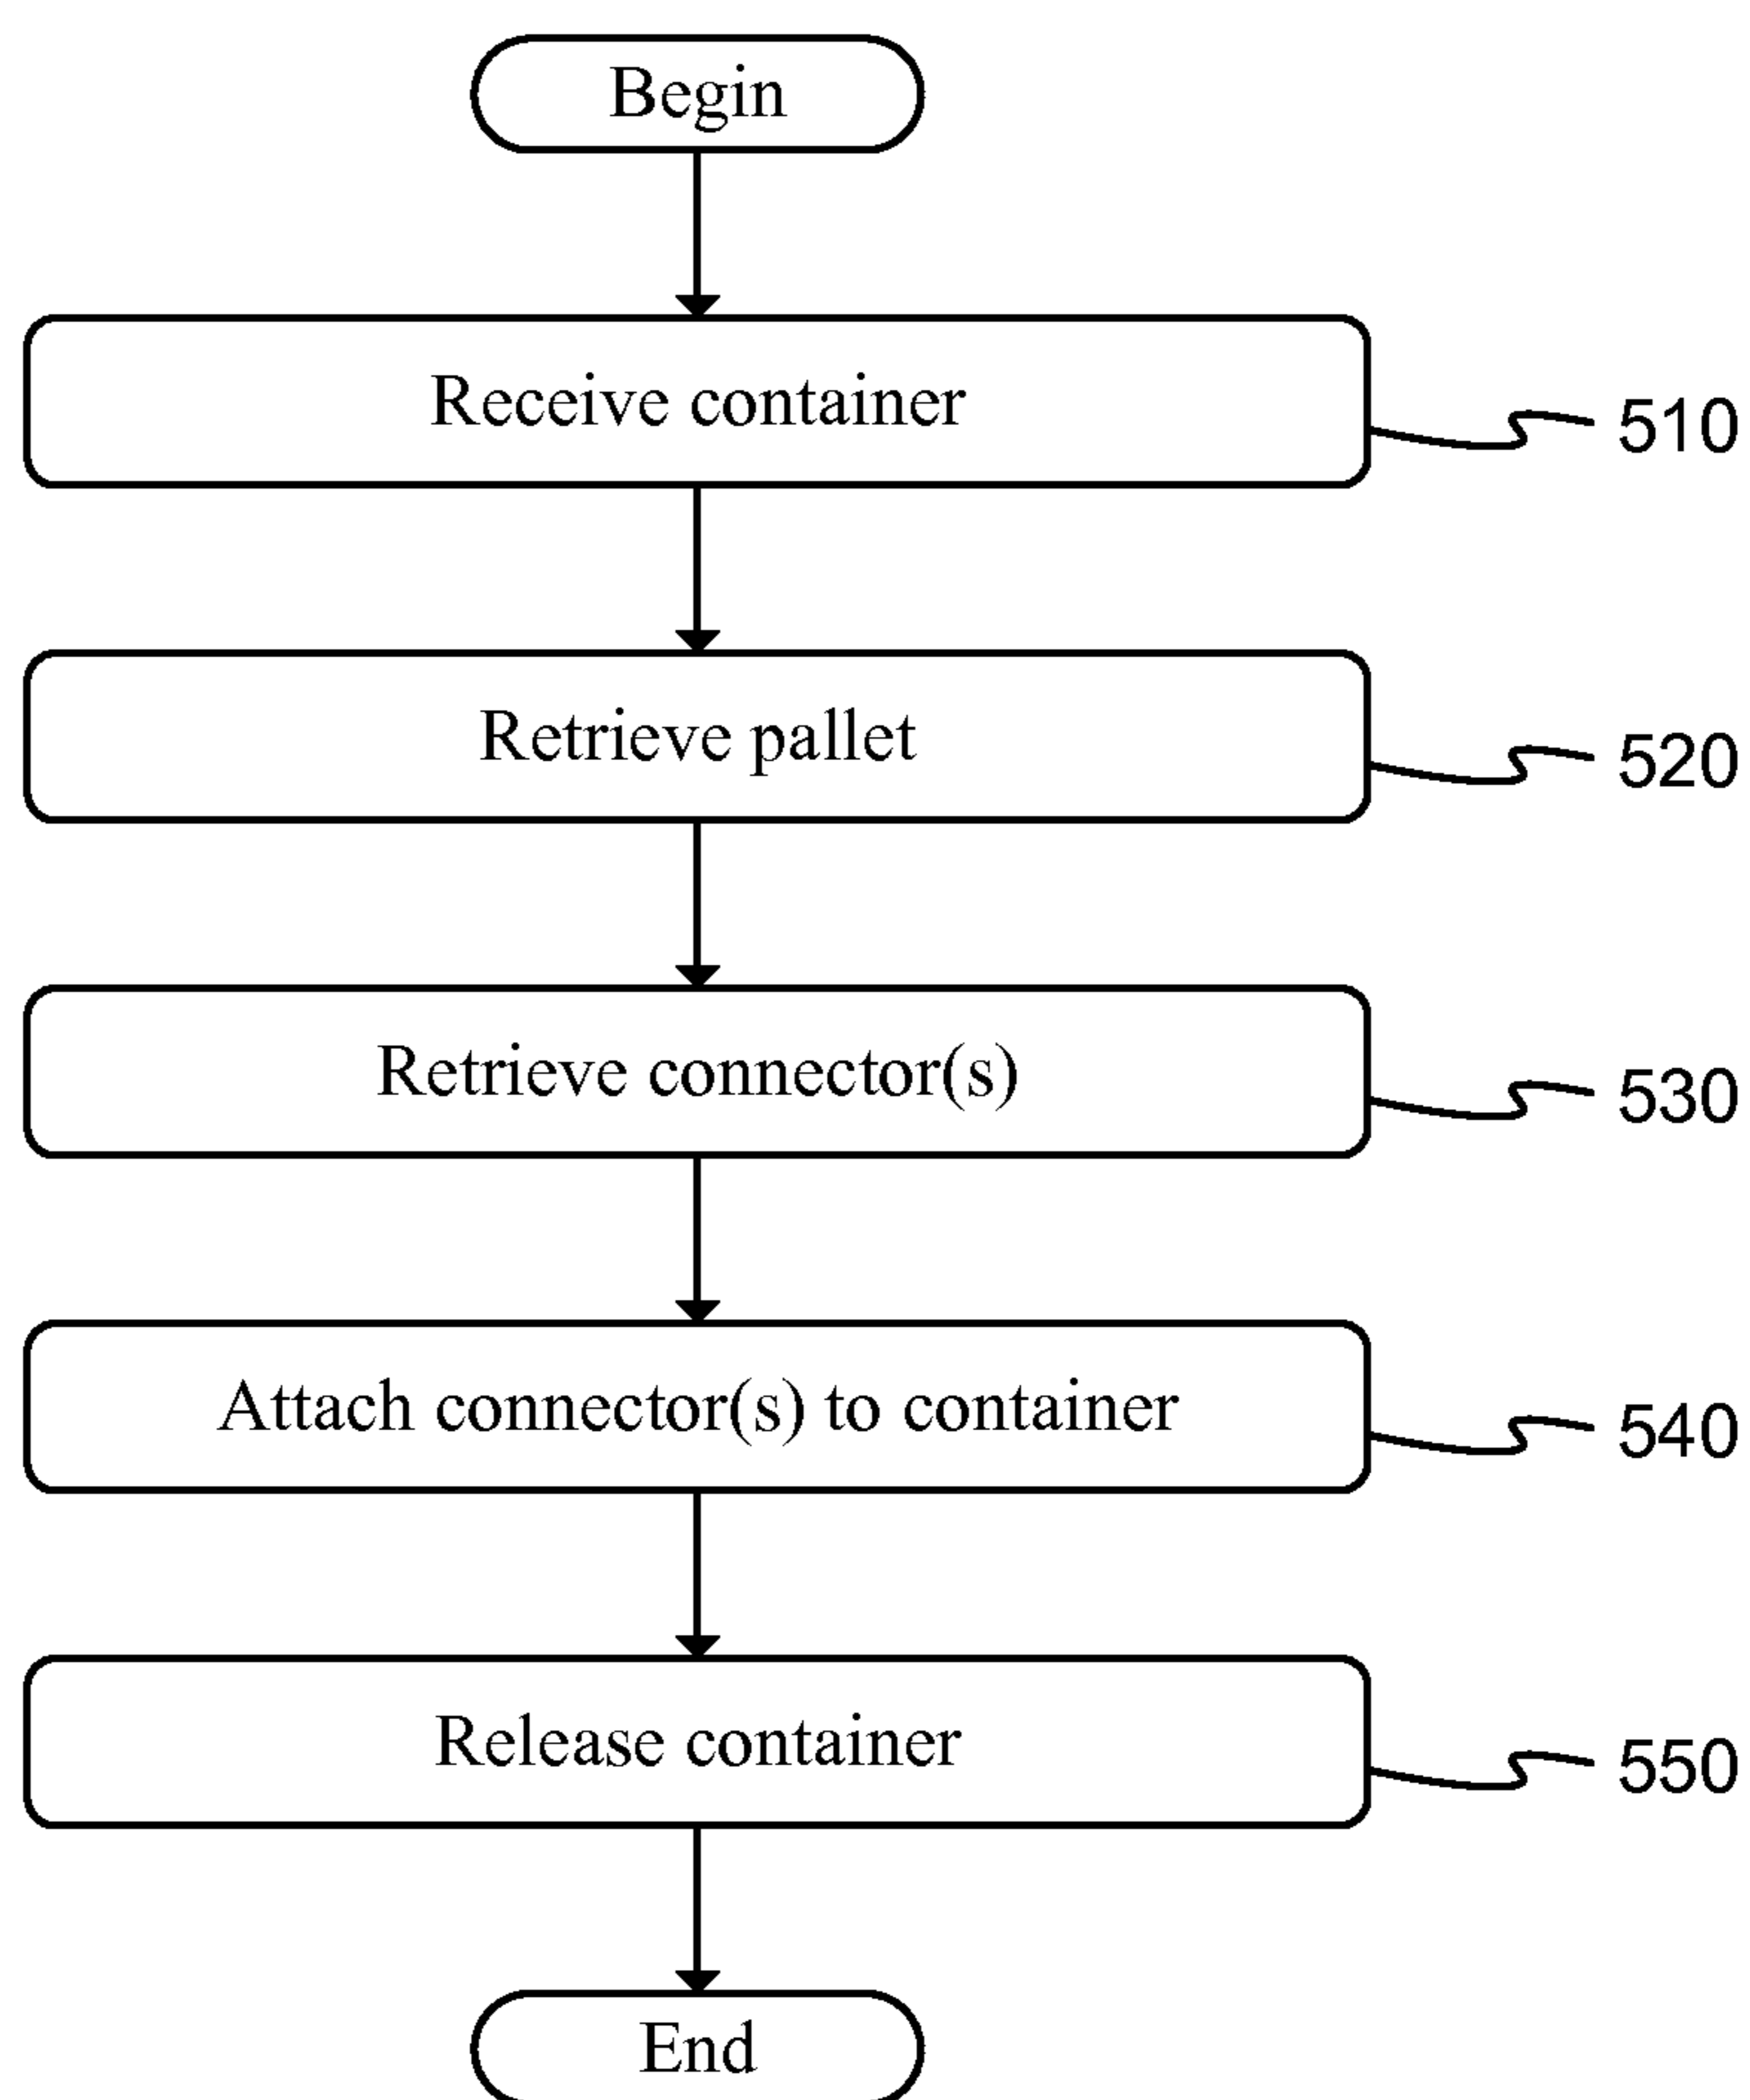 Begin
Receive container
510
Retrieve pallet
520
Retrieve connector(s)
530
Attach connector(s) to container
540
Release container
550
End